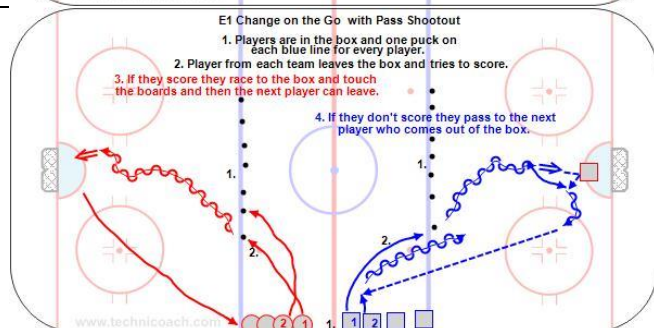 E1 Change on the Go with Pass Shootout
1. Players are in the box and one puck on
each blue line for every player.
2. Player from each team leaves the box and tries to score.
3. If they score they race to the box and touch
the boards and then the next player can leave.
4. If they don't score they pass to the next
player who comes out of the box.
1.
1.
2.
2.
2
1
1.
1
2
www.technicoach.com